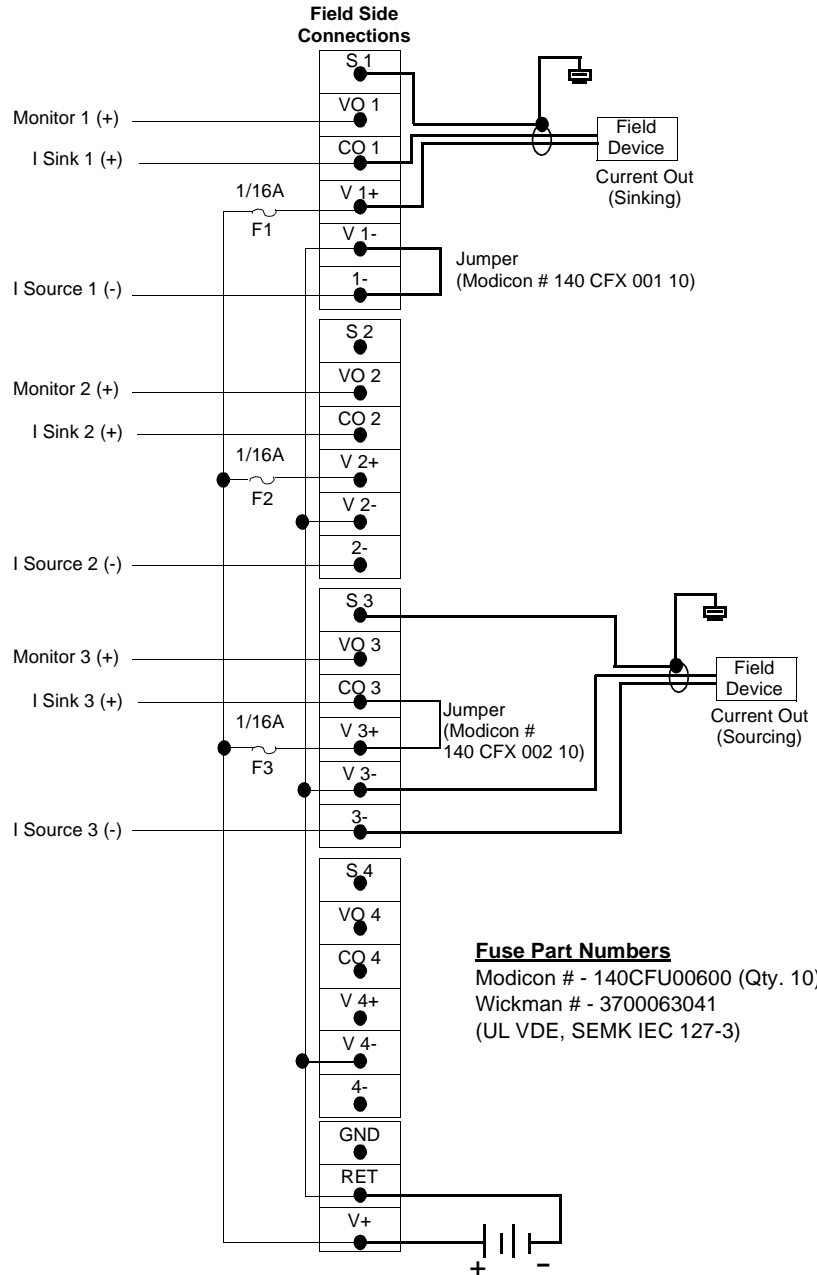 Field Side
Connections
S 1
VO 1
Monitor 1 (+)
CO 1
I Sink 1 (+)
Field
Device
Current Out
(Sinking)
1/16A
V 1+
F1
V 1-
Jumper
(Modicon # 140 CFX 001 10)
1-
I Source 1 (-)
S 2
VO 2
Monitor 2 (+)
CO 2
I Sink 2 (+)
1/16A
V 2+
F2
V 2-
2-
I Source 2 (-)
S 3
VO 3
Monitor 3 (+)
Field
Device
CO 3
I Sink 3 (+)
Current Out
(Sourcing)
Jumper
(Modicon #
140 CFX 002 10)
1/16A
V 3+
F3
V 3-
3-
I Source 3 (-)
S 4
VO 4
CO 4
V 4+
V 4-
4-
Fuse Part Numbers
Modicon # - 140CFU00600 (Qty. 10)
Wickman # - 3700063041
(UL VDE, SEMK IEC 127-3)
GND
RET
V+
+ -